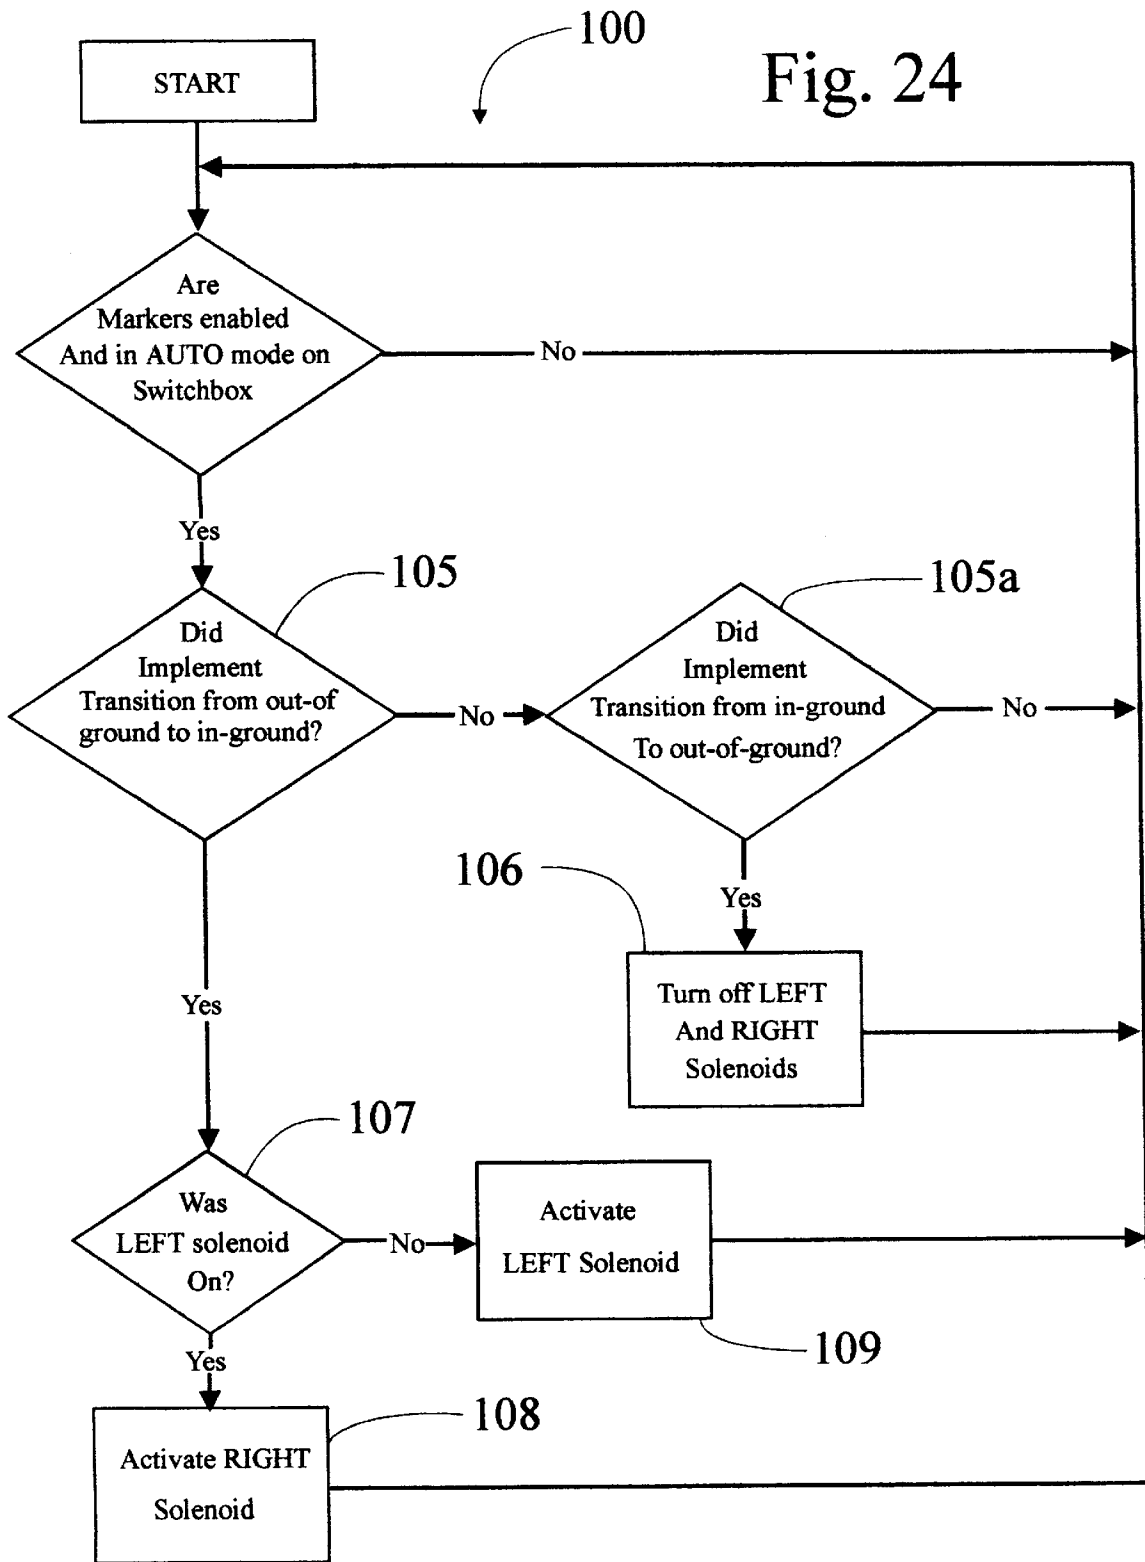 100
Fig. 24
START
Are
Markers enabled
And in AUTO mode on
Switchbox
No
Yes
105
105a
Did
Implement
Transition from out-of
ground to in-ground?
No
Did
Implement
Transition from in-ground
To out-of-ground?
No
106
Yes
Turn off LEFT
And RIGHT
Solenoids
Yes
107
Was
LEFT solenoid
On?
No
Activate
LEFT Solenoid
109
Yes
108
Activate RIGHT
Solenoid